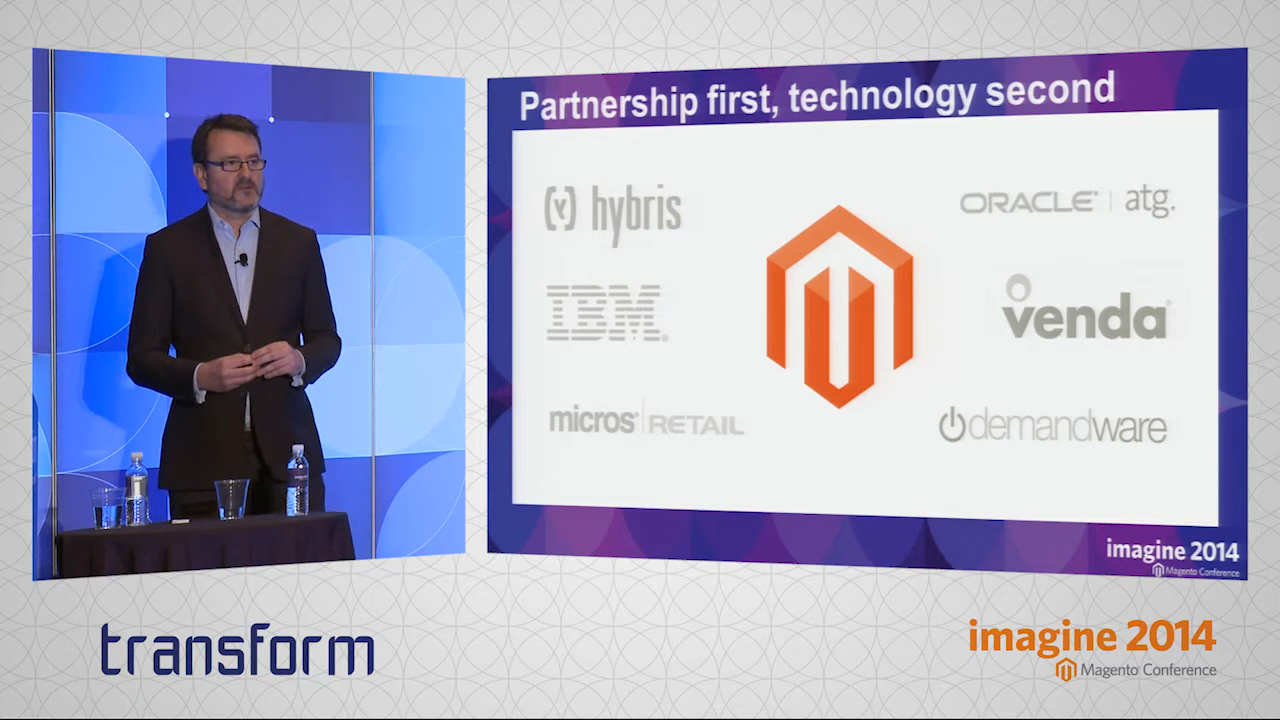 Partnership first, technology second
hybris
ORACLE® | atg.
IBM®
venda®
micros® | RETAIL
demandware
imagine 2014
Magento Conference
transform
imagine 2014
Magento Conference